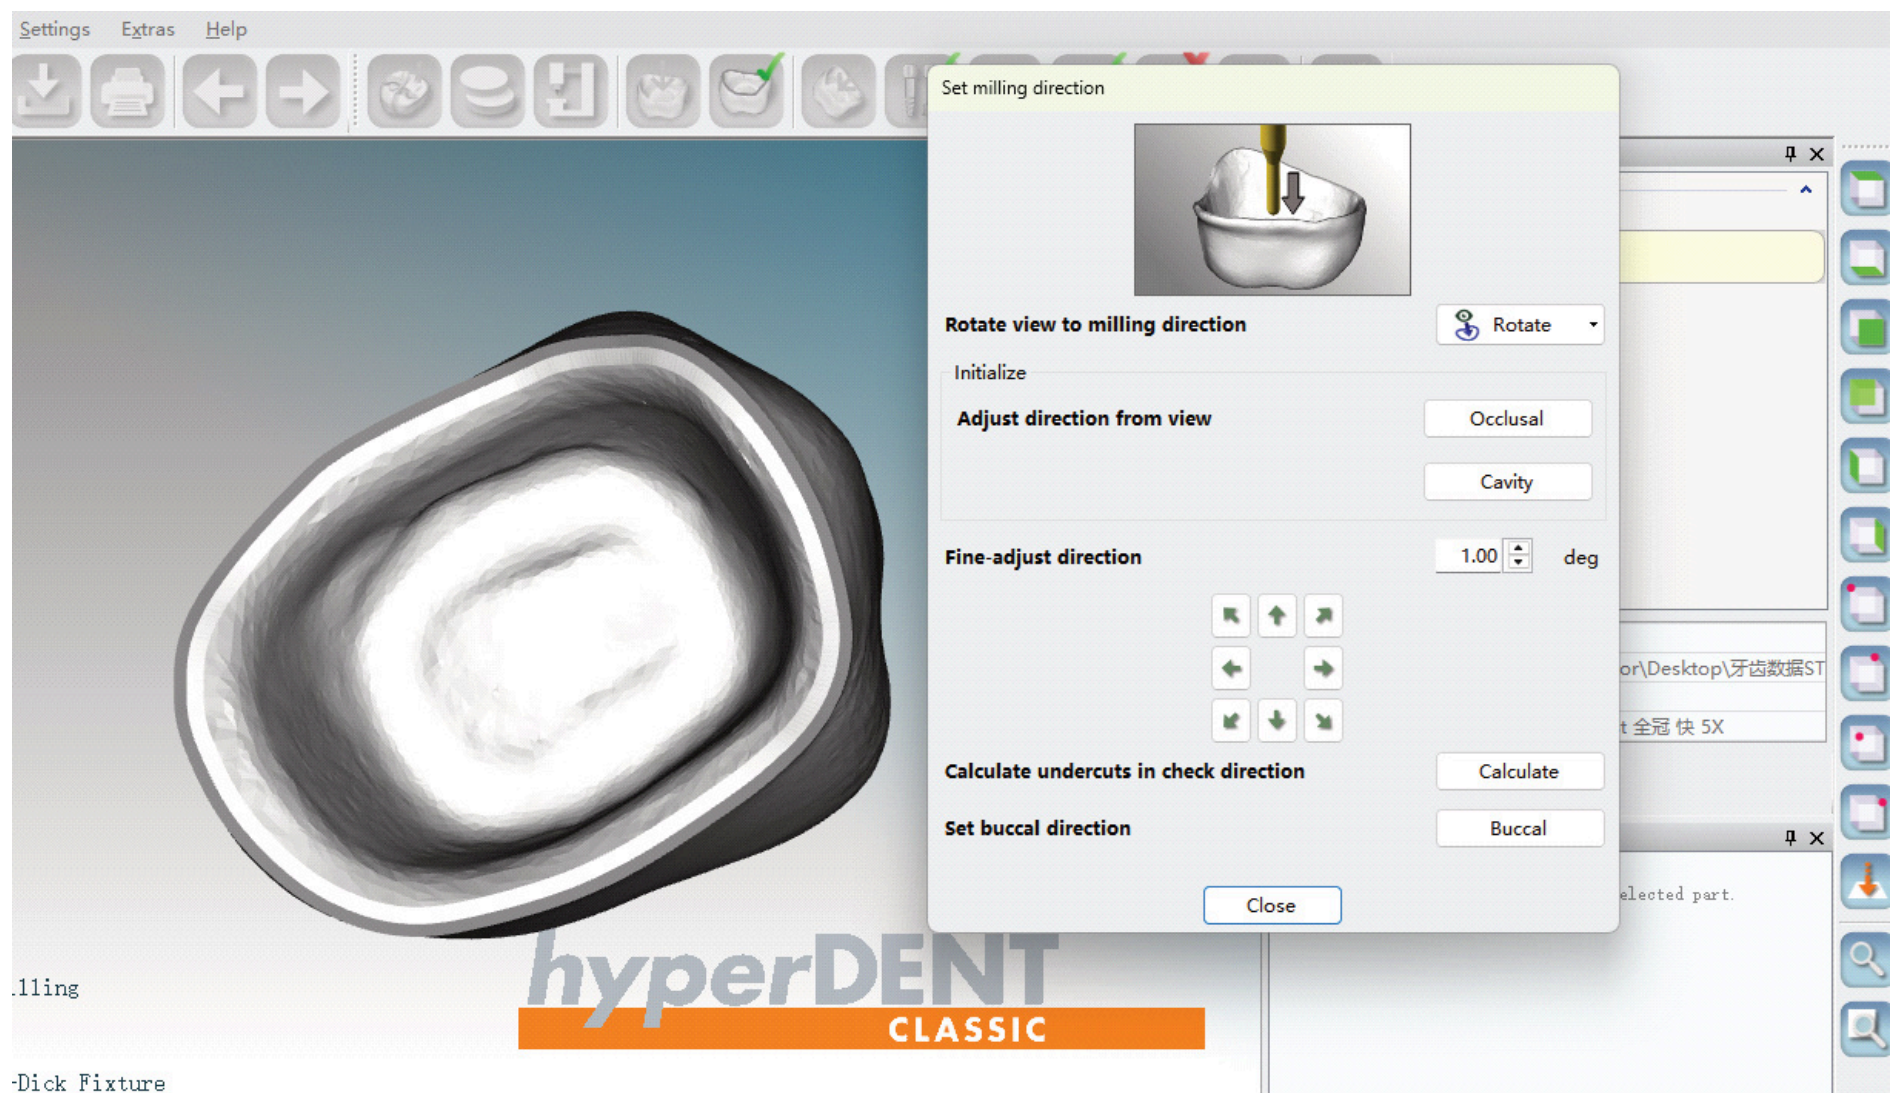 Settings Extras Help
Set milling direction
Rotate view to milling direction
Rotate
Initialize
Adjust direction from view
Occlusal
Cavity
Fine-adjust direction
1.00
deg
or\Desktop\牙齿数据ST
t 全冠 快 5X
Calculate undercuts in check direction
Calculate
Set buccal direction
Buccal
elected part.
Close
hyperDENT
CLASSIC
lling
-Dick Fixture